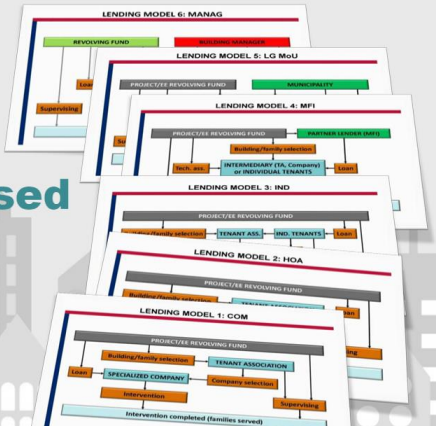 LENDING MODEL 6: MANAG
REVOLVING FUND
BUILDING MANAGER
Supervising
LENDING MODEL 5: LG MoU
PROJECT/EE REVOLVING FUND
MUNICIPALITY
LENDING MODEL 4: MFI
PROJECT/EE REVOLVING FUND
PARTNER LENDER (MFI)
Building/family selection
Tech. ass.
INTERMEDIARY (TA, Company)
or INDIVIDUAL TENANTS
Loan
sed
LENDING MODEL 3: IND
PROJECT/EE REVOLVING FUND
TENANT ASS.
IND. TENANTS
Loan
LENDING MODEL 2: HOA
PROJECT/EE REVOLVING FUND
LENDING MODEL 1: COM
PROJECT/EE REVOLVING FUND
Building/family selection
TENANT ASSOCIATION
Loan
SPECIALIZED COMPANY
Company selection
Intervention
Supervising
Intervention completed (families served)